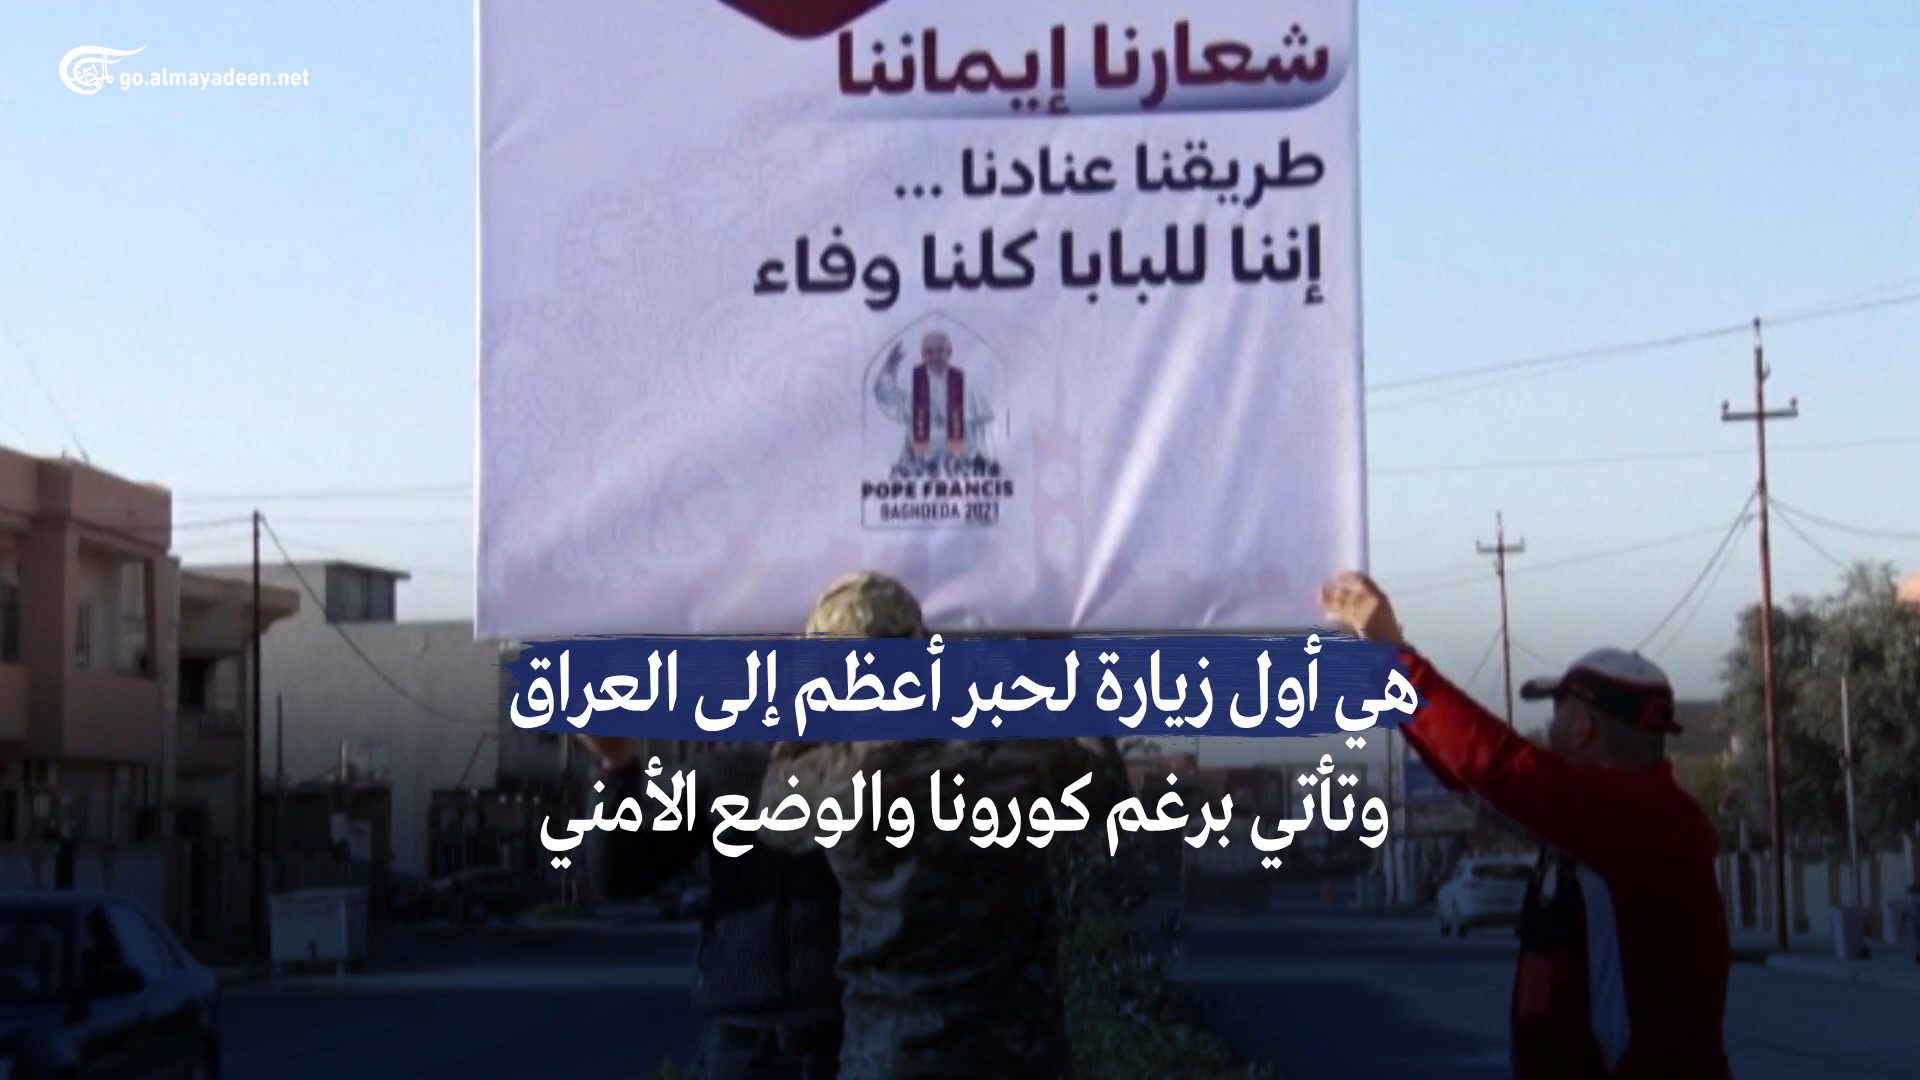 go.almayadeen.net
شعارنا إيماننا
طريقنا عنادنا ...
إننا للبابا كلنا وفاء
POPE FRANCIS
BAGHDEDA 2021
هي أول زيارة لحبر أعظم إلى العراق
وتأتي برغم كورونا والوضع الأمني